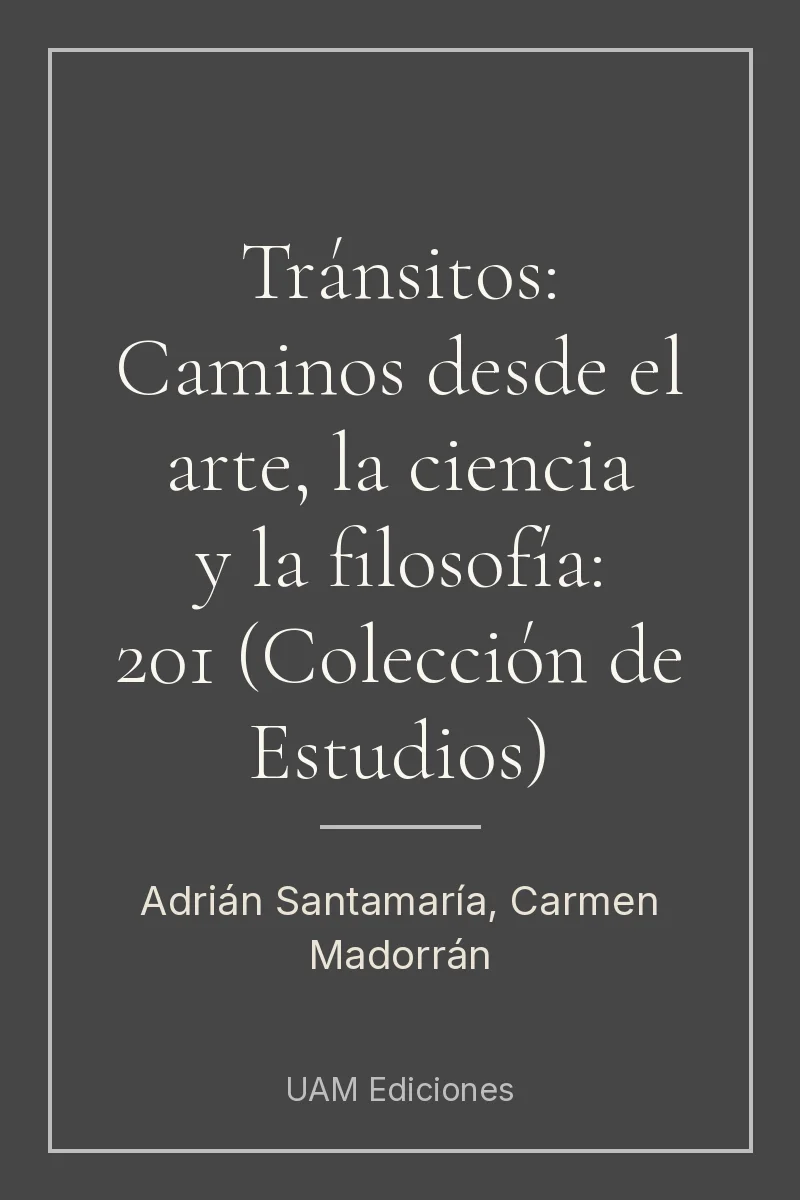 Tránsitos:
Caminos desde el
arte, la ciencia
y la filosofía:
201 (Colección de
Estudios)
Adrián Santamaría, Carmen
Madorrán
UAM Ediciones